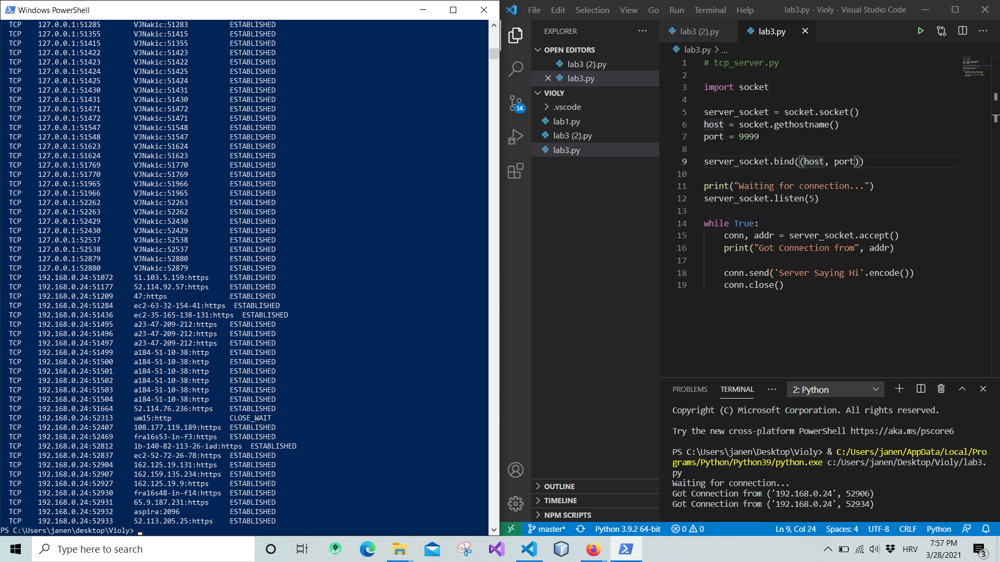 Windows PowerShell
TCP 127.0.0.1:51285 VJNakic:51283 ESTABLISHED
TCP 127.0.0.1:51355 VJNakic:51415 ESTABLISHED
TCP 127.0.0.1:51415 VJNakic:51355 ESTABLISHED
TCP 127.0.0.1:51422 VJNakic:51423 ESTABLISHED
TCP 127.0.0.1:51423 VJNakic:51422 ESTABLISHED
TCP 127.0.0.1:51424 VJNakic:51425 ESTABLISHED
TCP 127.0.0.1:51425 VJNakic:51424 ESTABLISHED
TCP 127.0.0.1:51430 VJNakic:51431 ESTABLISHED
TCP 127.0.0.1:51431 VJNakic:51430 ESTABLISHED
TCP 127.0.0.1:51471 VJNakic:51472 ESTABLISHED
TCP 127.0.0.1:51472 VJNakic:51471 ESTABLISHED
TCP 127.0.0.1:51547 VJNakic:51548 ESTABLISHED
TCP 127.0.0.1:51548 VJNakic:51547 ESTABLISHED
TCP 127.0.0.1:51623 VJNakic:51624 ESTABLISHED
TCP 127.0.0.1:51624 VJNakic:51623 ESTABLISHED
TCP 127.0.0.1:51769 VJNakic:51770 ESTABLISHED
TCP 127.0.0.1:51770 VJNakic:51769 ESTABLISHED
TCP 127.0.0.1:51965 VJNakic:51966 ESTABLISHED
TCP 127.0.0.1:51966 VJNakic:51965 ESTABLISHED
TCP 127.0.0.1:52262 VJNakic:52263 ESTABLISHED
TCP 127.0.0.1:52263 VJNakic:52262 ESTABLISHED
TCP 127.0.0.1:52429 VJNakic:52430 ESTABLISHED
TCP 127.0.0.1:52430 VJNakic:52429 ESTABLISHED
TCP 127.0.0.1:52537 VJNakic:52538 ESTABLISHED
TCP 127.0.0.1:52538 VJNakic:52537 ESTABLISHED
TCP 127.0.0.1:52879 VJNakic:52880 ESTABLISHED
TCP 127.0.0.1:52880 VJNakic:52879 ESTABLISHED
TCP 192.168.0.24:51072 51.103.5.159:https ESTABLISHED
TCP 192.168.0.24:51177 52.114.92.57:https ESTABLISHED
TCP 192.168.0.24:51209 47:https ESTABLISHED
TCP 192.168.0.24:51284 ec2-63-32-154-41:https ESTABLISHED
TCP 192.168.0.24:51436 ec2-35-165-138-131:https ESTABLISHED
TCP 192.168.0.24:51495 a23-47-209-212:https ESTABLISHED
TCP 192.168.0.24:51496 a23-47-209-212:https ESTABLISHED
TCP 192.168.0.24:51497 a23-47-209-212:https ESTABLISHED
TCP 192.168.0.24:51499 a184-51-10-38:http ESTABLISHED
TCP 192.168.0.24:51500 a184-51-10-38:http ESTABLISHED
TCP 192.168.0.24:51501 a184-51-10-38:http ESTABLISHED
TCP 192.168.0.24:51502 a184-51-10-38:http ESTABLISHED
TCP 192.168.0.24:51503 a184-51-10-38:http ESTABLISHED
TCP 192.168.0.24:51504 a184-51-10-38:http ESTABLISHED
TCP 192.168.0.24:51664 52.114.76.236:https ESTABLISHED
TCP 192.168.0.24:52313 um15:http CLOSE_WAIT
TCP 192.168.0.24:52407 108.177.119.189:https ESTABLISHED
TCP 192.168.0.24:52469 fra16s53-in-f3:https ESTABLISHED
TCP 192.168.0.24:52812 lb-140-82-113-26-iad:https ESTABLISHED
TCP 192.168.0.24:52837 ec2-52-72-26-78:https ESTABLISHED
TCP 192.168.0.24:52904 162.125.19.131:https ESTABLISHED
TCP 192.168.0.24:52907 162.159.135.234:https ESTABLISHED
TCP 192.168.0.24:52927 162.125.19.9:https ESTABLISHED
TCP 192.168.0.24:52930 fra16s48-in-f14:https ESTABLISHED
TCP 192.168.0.24:52931 65.9.187.231:https ESTABLISHED
TCP 192.168.0.24:52932 aspira:2096 ESTABLISHED
TCP 192.168.0.24:52933 52.113.205.25:https ESTABLISHED
PS C:\Users\janen\desktop\Violy>
File Edit Selection View Go Run Terminal Help lab3.py - Violy - Visual Studio Code
5K
EXPLORER
OPEN EDITORS
lab3 (2).py
lab3.py
VIOLY
.vscode
lab1.py
lab3 (2).py
lab3.py
OUTLINE
TIMELINE
NPM SCRIPTS
lab3 (2).py lab3.py
lab3.py > ...
1 # tcp_server.py
2
3 import socket
4
5 server_socket = socket.socket()
6 host = socket.gethostname()
7 port = 9999
8
9 server_socket.bind((host, port))
10
11 print("Waiting for connection...")
12 server_socket.listen(5)
13
14 while True:
15 conn, addr = server_socket.accept()
16 print("Got Connection from", addr)
17
18 conn.send('Server Saying Hi'.encode())
19 conn.close()
PROBLEMS TERMINAL ... 2: Python
Copyright (C) Microsoft Corporation. All rights reserved.
Try the new cross-platform PowerShell https://aka.ms/pscore6
PS C:\Users\janen\Desktop\Violy> & C:/Users/janen/AppData/Local/Pro
grams/Python/Python39/python.exe c:/Users/janen/Desktop/Violy/lab3.
py
Waiting for connection...
Got Connection from ('192.168.0.24', 52906)
Got Connection from ('192.168.0.24', 52934)
master* Python 3.9.2 64-bit 0 0 Ln 9, Col 24 Spaces: 4 UTF-8 CRLF Python
Type here to search
HRV
7:57 PM
3/28/2021
3